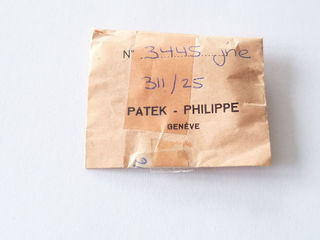 N° 3445 jne
311/25
PATEK - PHILIPPE
GENÈVE